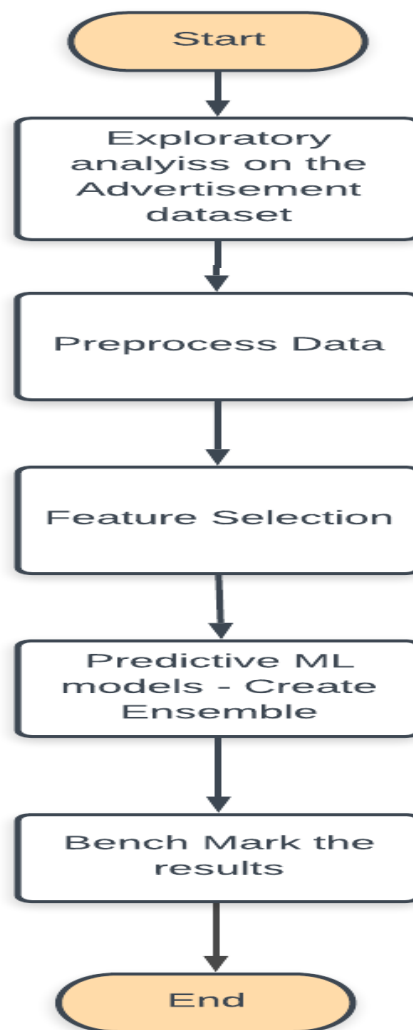 Start
Exploratory
analyiss on the
Advertisement
dataset
Preprocess Data
Feature Selection
Predictive ML
models - Create
Ensemble
Bench Mark the
results
End